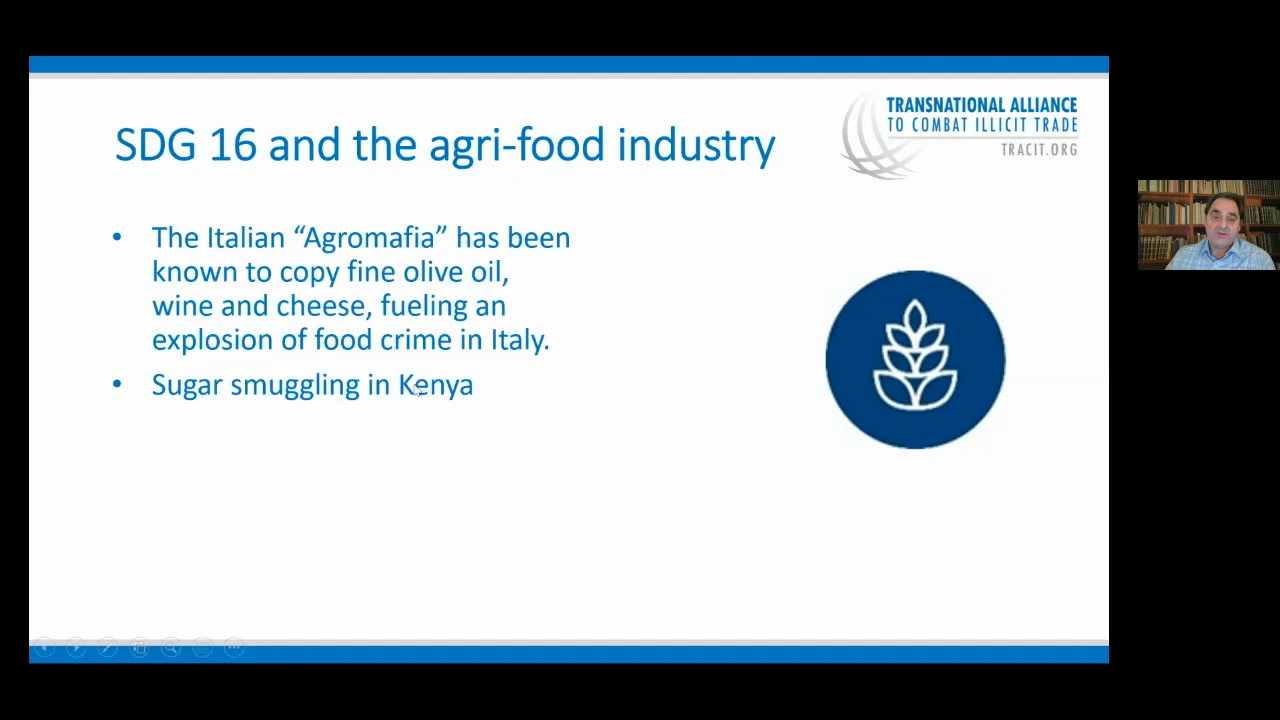 TRANSNATIONAL ALLIANCE
TO COMBAT ILLICIT TRADE
TRACIT.ORG
SDG 16 and the agri-food industry
• The Italian “Agromafia” has been
known to copy fine olive oil,
wine and cheese, fueling an
explosion of food crime in Italy.
• Sugar smuggling in Kenya